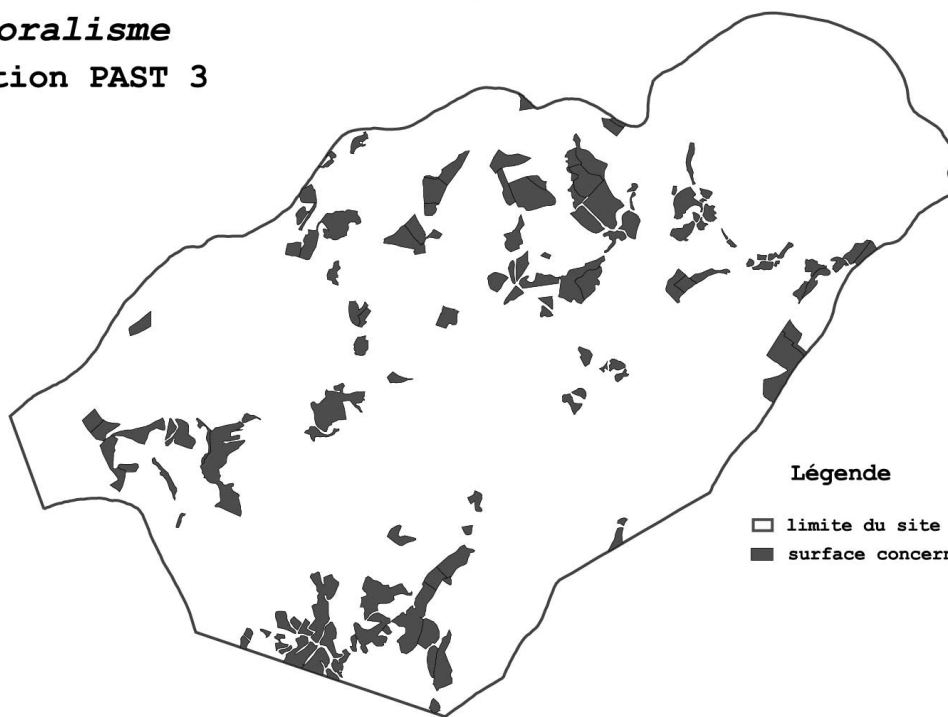 oralisme
tion PAST 3
Légende
limite du site
surface concern